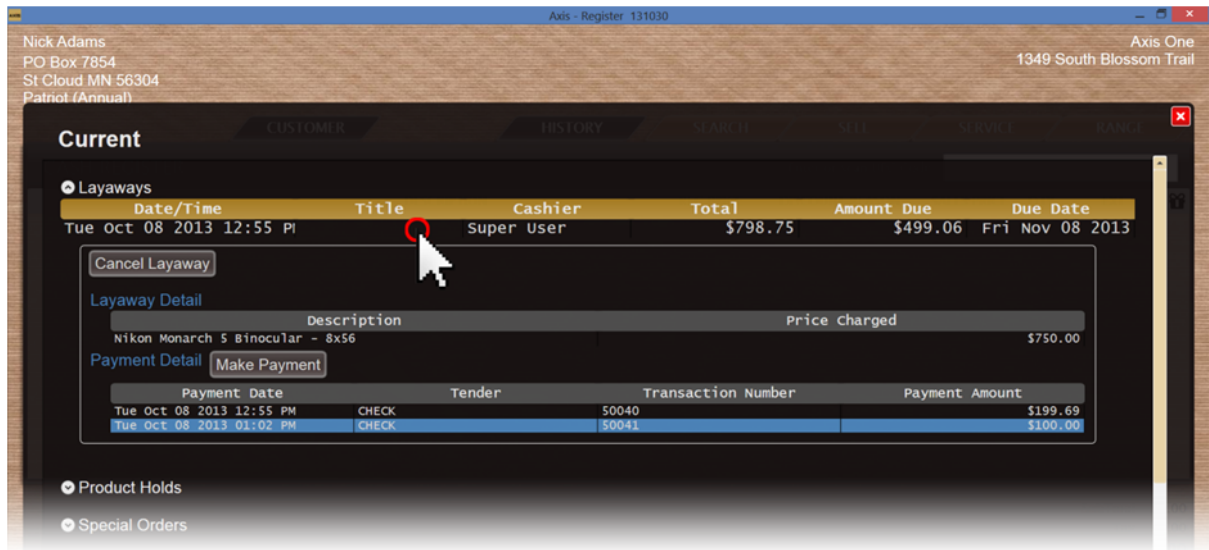 AXIS
Axis - Register 131030
Nick Adams
PO Box 7854
St Cloud MN 56304
Patriot (Annual)
Axis One
1349 South Blossom Trail
CUSTOMER HISTORY SEARCH SELL SERVICE RANGE
Current
Layaways
Date/Time Title Cashier Total Amount Due Due Date
Tue Oct 08 2013 12:55 PM Super User $798.75 $499.06 Fri Nov 08 2013
Cancel Layaway
Layaway Detail
Description Price Charged
Nikon Monarch 5 Binocular - 8x56 $750.00
Payment Detail Make Payment
Payment Date Tender Transaction Number Payment Amount
Tue Oct 08 2013 12:55 PM CHECK 50040 $199.69
Tue Oct 08 2013 01:02 PM CHECK 50041 $100.00
Product Holds
Special Orders